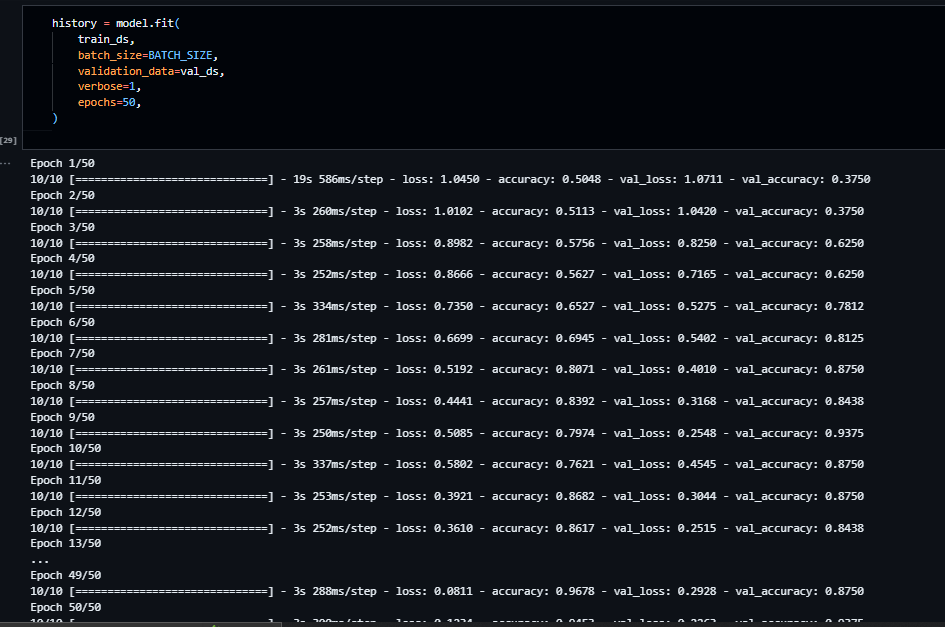 history = model.fit(
train_ds,
batch_size=BATCH_SIZE,
validation_data=val_ds,
verbose=1,
epochs=50,
)
[29]
... Epoch 1/50
10/10 [==============================] - 19s 586ms/step - loss: 1.0450 - accuracy: 0.5048 - val_loss: 1.0711 - val_accuracy: 0.3750
Epoch 2/50
10/10 [==============================] - 3s 260ms/step - loss: 1.0102 - accuracy: 0.5113 - val_loss: 1.0420 - val_accuracy: 0.3750
Epoch 3/50
10/10 [==============================] - 3s 258ms/step - loss: 0.8982 - accuracy: 0.5756 - val_loss: 0.8250 - val_accuracy: 0.6250
Epoch 4/50
10/10 [==============================] - 3s 252ms/step - loss: 0.8666 - accuracy: 0.5627 - val_loss: 0.7165 - val_accuracy: 0.6250
Epoch 5/50
10/10 [==============================] - 3s 334ms/step - loss: 0.7350 - accuracy: 0.6527 - val_loss: 0.5275 - val_accuracy: 0.7812
Epoch 6/50
10/10 [==============================] - 3s 281ms/step - loss: 0.6699 - accuracy: 0.6945 - val_loss: 0.5402 - val_accuracy: 0.8125
Epoch 7/50
10/10 [==============================] - 3s 261ms/step - loss: 0.5192 - accuracy: 0.8071 - val_loss: 0.4010 - val_accuracy: 0.8750
Epoch 8/50
10/10 [==============================] - 3s 257ms/step - loss: 0.4441 - accuracy: 0.8392 - val_loss: 0.3168 - val_accuracy: 0.8438
Epoch 9/50
10/10 [==============================] - 3s 250ms/step - loss: 0.5085 - accuracy: 0.7974 - val_loss: 0.2548 - val_accuracy: 0.9375
Epoch 10/50
10/10 [==============================] - 3s 337ms/step - loss: 0.5802 - accuracy: 0.7621 - val_loss: 0.4545 - val_accuracy: 0.8750
Epoch 11/50
10/10 [==============================] - 3s 253ms/step - loss: 0.3921 - accuracy: 0.8682 - val_loss: 0.3044 - val_accuracy: 0.8750
Epoch 12/50
10/10 [==============================] - 3s 252ms/step - loss: 0.3610 - accuracy: 0.8617 - val_loss: 0.2515 - val_accuracy: 0.8438
Epoch 13/50
...
Epoch 49/50
10/10 [==============================] - 3s 288ms/step - loss: 0.0811 - accuracy: 0.9678 - val_loss: 0.2928 - val_accuracy: 0.8750
Epoch 50/50